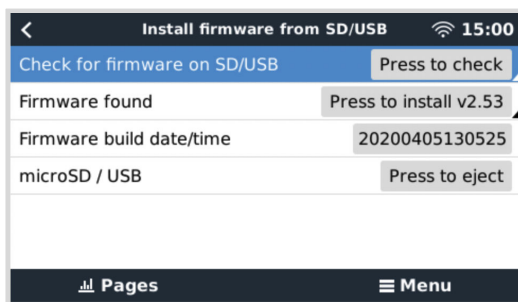 Install firmware from SD/USB 15:00
Check for firmware on SD/USB Press to check
Firmware found Press to install v2.53
Firmware build date/time 20200405130525
microSD / USB Press to eject
Pages Menu